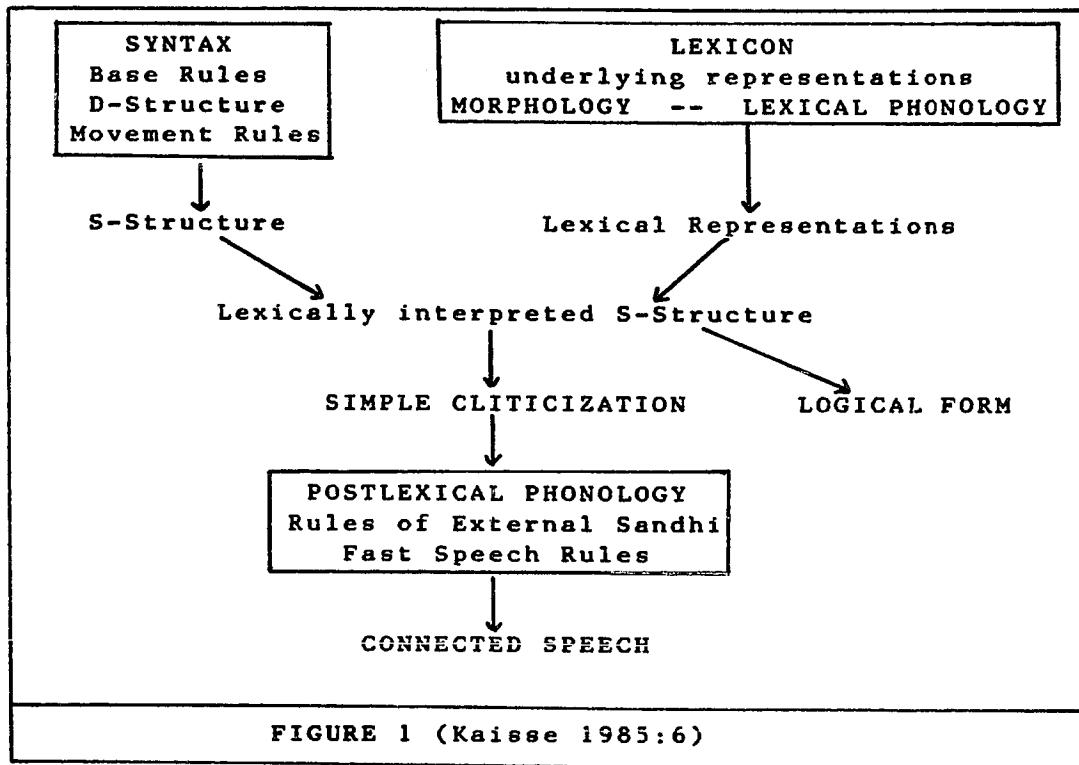 SYNTAX
Base Rules
D-Structure
Movement Rules
LEXICON
underlying representations
MORPHOLOGY -- LEXICAL PHONOLOGY
S-Structure
Lexical Representations
Lexically interpreted S-Structure
SIMPLE CLITICIZATION
LOGICAL FORM
POSTLEXICAL PHONOLOGY
Rules of External Sandhi
Fast Speech Rules
CONNECTED SPEECH
FIGURE 1 (Kaisse 1985:6)